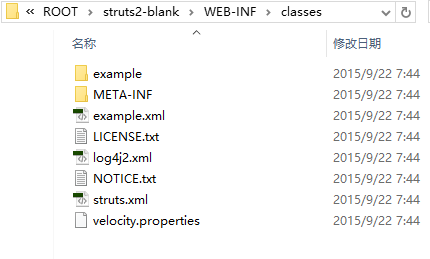 « ROOT > struts2-blank > WEB-INF > classes
名称 修改日期
example 2015/9/22 7:44
META-INF 2015/9/22 7:44
example.xml 2015/9/22 7:44
LICENSE.txt 2015/9/22 7:44
log4j2.xml 2015/9/22 7:44
NOTICE.txt 2015/9/22 7:44
struts.xml 2015/9/22 7:44
velocity.properties 2015/9/22 7:44